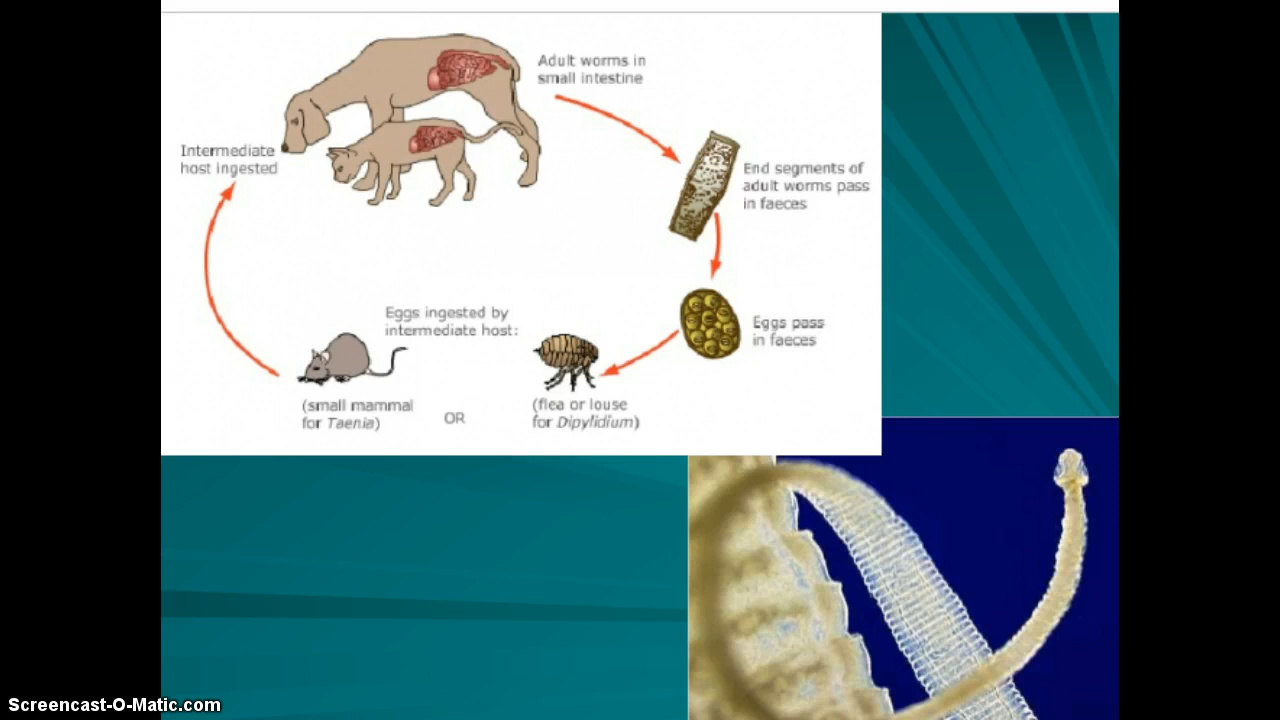 Adult worms in
small intestine
Intermediate
host ingested
End segments of
adult worms pass
in faeces
Eggs ingested by
intermediate host:
Eggs pass
in faeces
(small mammal
for Taenia)
OR
(flea or louse
for Dipylidium)
Screencast-O-Matic.com